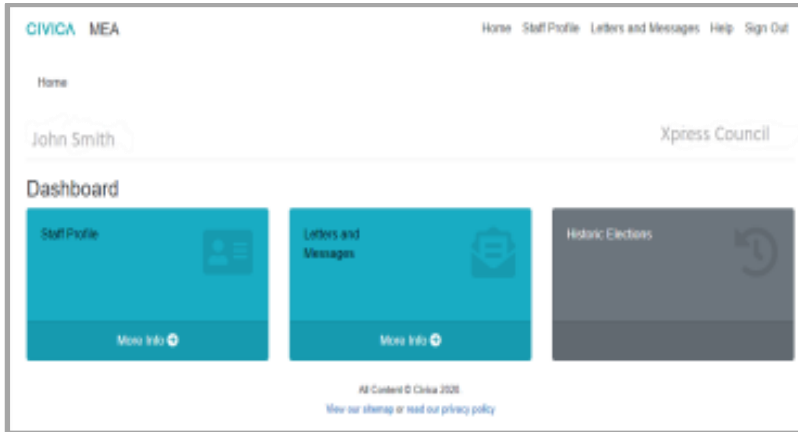 CIVICA MEA
Home Staff Profile Letters and Messages Help Sign Out
Home
John Smith
Xpress Council
Dashboard
Staff Profile
More Info
Letters and
Messages
More Info
Historic Elections
All Content © Civica 2020
View our sitemap or read our privacy policy